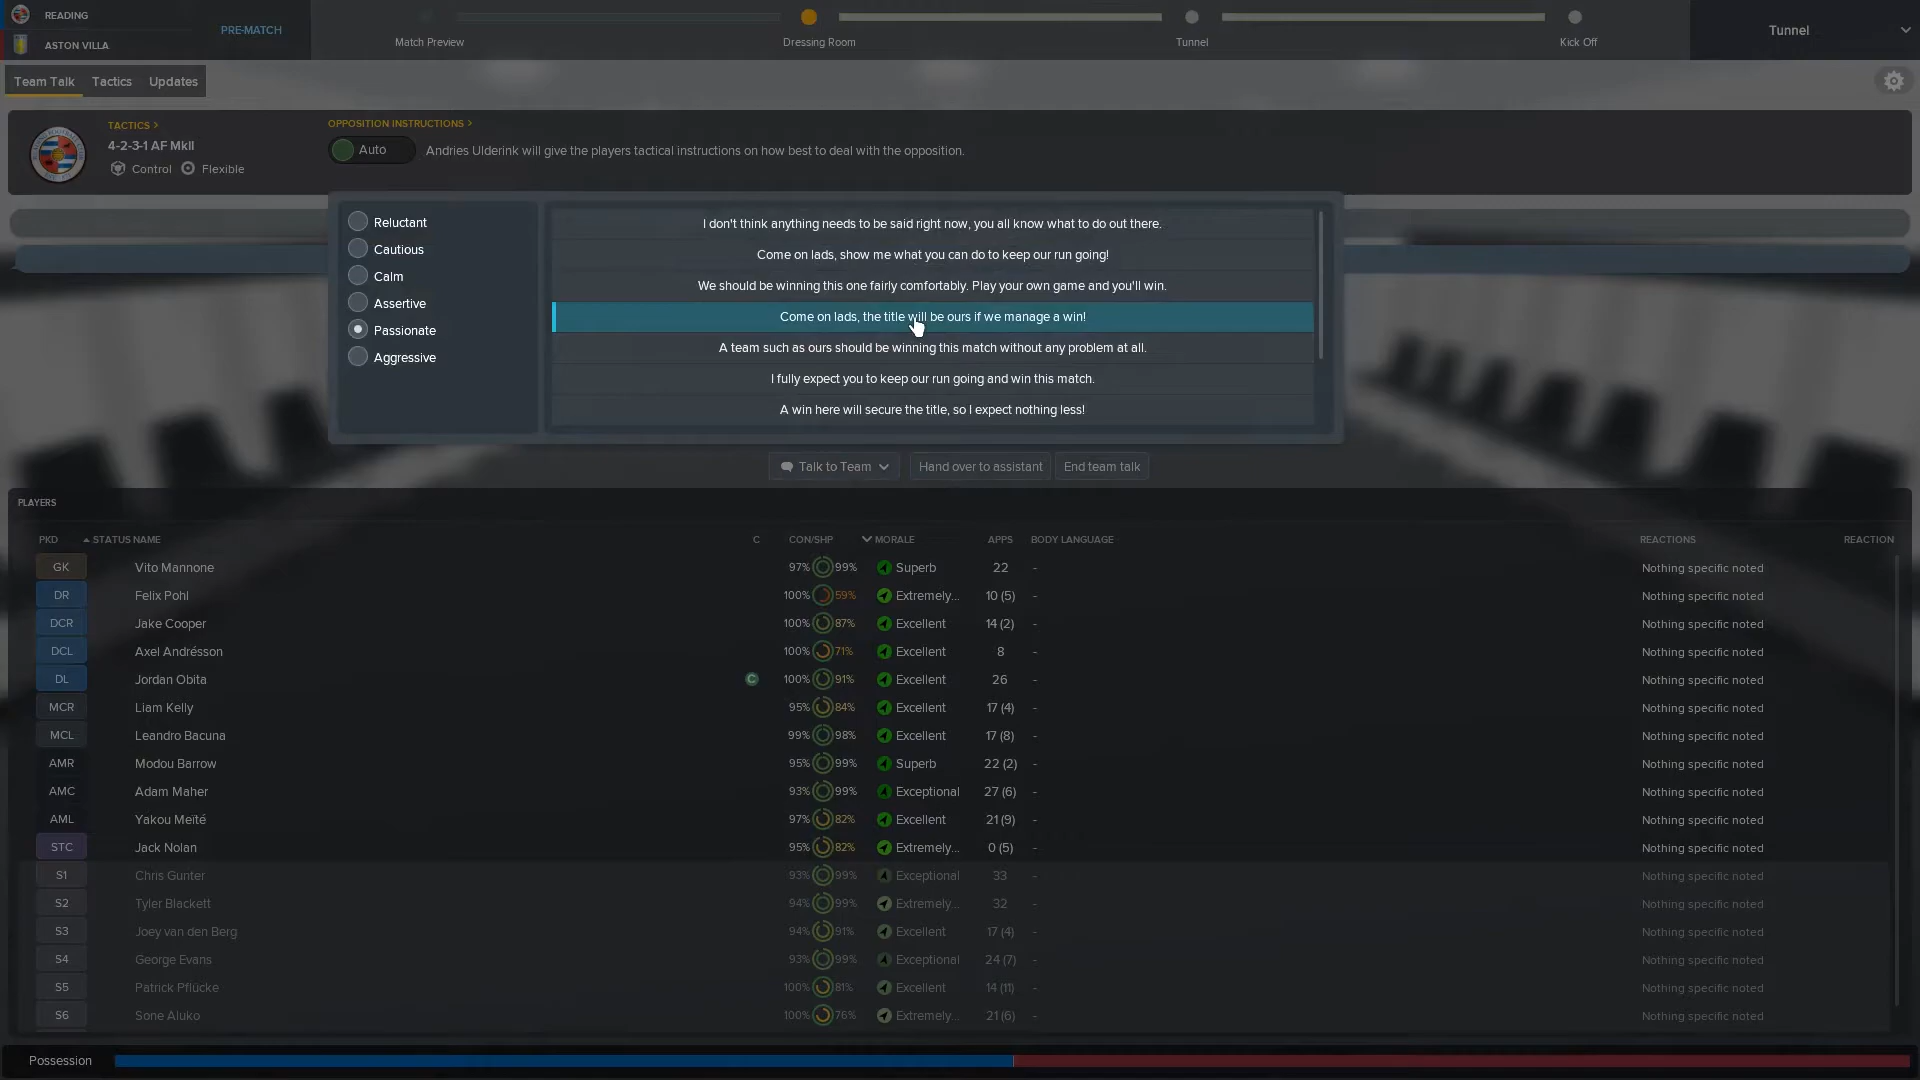 READING
ASTON VILLA
PRE-MATCH
Match Preview
Dressing Room
Tunnel
Kick Off
Tunnel
Team Talk
Tactics
Updates
TACTICS >
4-2-3-1 AF MkII
Control
Flexible
OPPOSITION INSTRUCTIONS >
Auto
Andries Ulderink will give the players tactical instructions on how best to deal with the opposition.
Reluctant
Cautious
Calm
Assertive
Passionate
Aggressive
I don't think anything needs to be said right now, you all know what to do out there.
Come on lads, show me what you can do to keep our run going!
We should be winning this one fairly comfortably. Play your own game and you'll win.
Come on lads, the title will be ours if we manage a win!
A team such as ours should be winning this match without any problem at all.
I fully expect you to keep our run going and win this match.
A win here will secure the title, so I expect nothing less!
Talk to Team
Hand over to assistant
End team talk
PLAYERS
PKD STATUS NAME C CON/SHP MORALE APPS BODY LANGUAGE REACTIONS REACTION
GK Vito Mannone 97% 99% Superb 22 - Nothing specific noted
DR Felix Pohl 100% 59% Extremely... 10 (5) - Nothing specific noted
DCR Jake Cooper 100% 87% Excellent 14 (2) - Nothing specific noted
DCL Axel Andrésson 100% 71% Excellent 8 - Nothing specific noted
DL Jordan Obita C 100% 91% Excellent 26 - Nothing specific noted
MCR Liam Kelly 95% 84% Excellent 17 (4) - Nothing specific noted
MCL Leandro Bacuna 99% 98% Excellent 17 (8) - Nothing specific noted
AMR Modou Barrow 95% 99% Superb 22 (2) - Nothing specific noted
AMC Adam Maher 93% 99% Exceptional 27 (6) - Nothing specific noted
AML Yakou Meïté 97% 82% Excellent 21 (9) - Nothing specific noted
STC Jack Nolan 95% 82% Extremely... 0 (5) - Nothing specific noted
S1 Chris Gunter 93% 99% Exceptional 33 - Nothing specific noted
S2 Tyler Blackett 94% 99% Extremely... 32 - Nothing specific noted
S3 Joey van den Berg 94% 91% Excellent 17 (4) - Nothing specific noted
S4 George Evans 93% 99% Exceptional 24 (7) - Nothing specific noted
S5 Patrick Pflücke 100% 81% Excellent 14 (11) - Nothing specific noted
S6 Sone Aluko 100% 76% Extremely... 21 (6) - Nothing specific noted
Possession